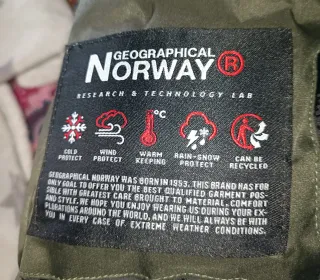 GEOGRAPHICAL
NORWAY®
RESEARCH & TECHNOLOGY LAB
°C
COLD PROTECT
WIND PROTECT
WARM KEEPING
RAIN-SNOW PROTECT
CAN BE RECYCLED
GEOGRAPHICAL NORWAY WAS BORN IN 1953. THIS BRAND HAS FOR
ONLY GOAL TO OFFER YOU THE BEST QUALIFIED GARMENT POS-
SIBLE WITH GREATEST CARE BROUGHT TO MATERIAL, COMFORT
AND STYLE. WE HOPE YOU ENJOY WEARING US DURING YOUR EX-
PLORATIONS AROUND THE WORLD, AND WE WILL ALWAYS BE WITH
YOU IN EVERY CASE OF EXTREME WEATHER CONDITIONS.